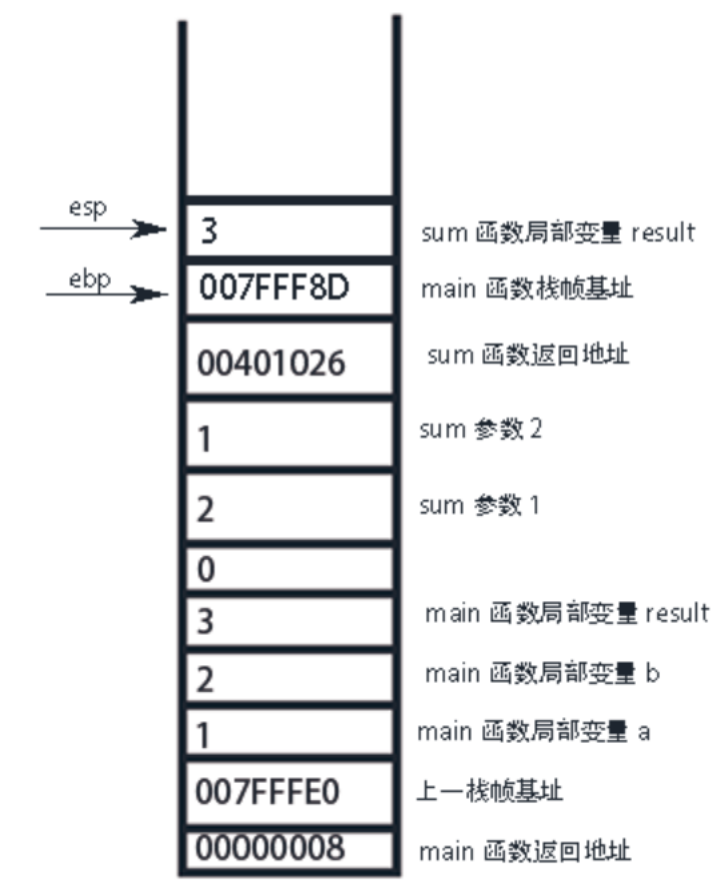 esp
3
sum 函数局部变量 result
ebp
007FFF8D
main 函数栈帧基址
00401026
sum 函数返回地址
1
sum 参数 2
2
sum 参数 1
0
3
main 函数局部变量 result
2
main 函数局部变量 b
1
main 函数局部变量 a
007FFFE0
上一栈帧基址
00000008
main 函数返回地址